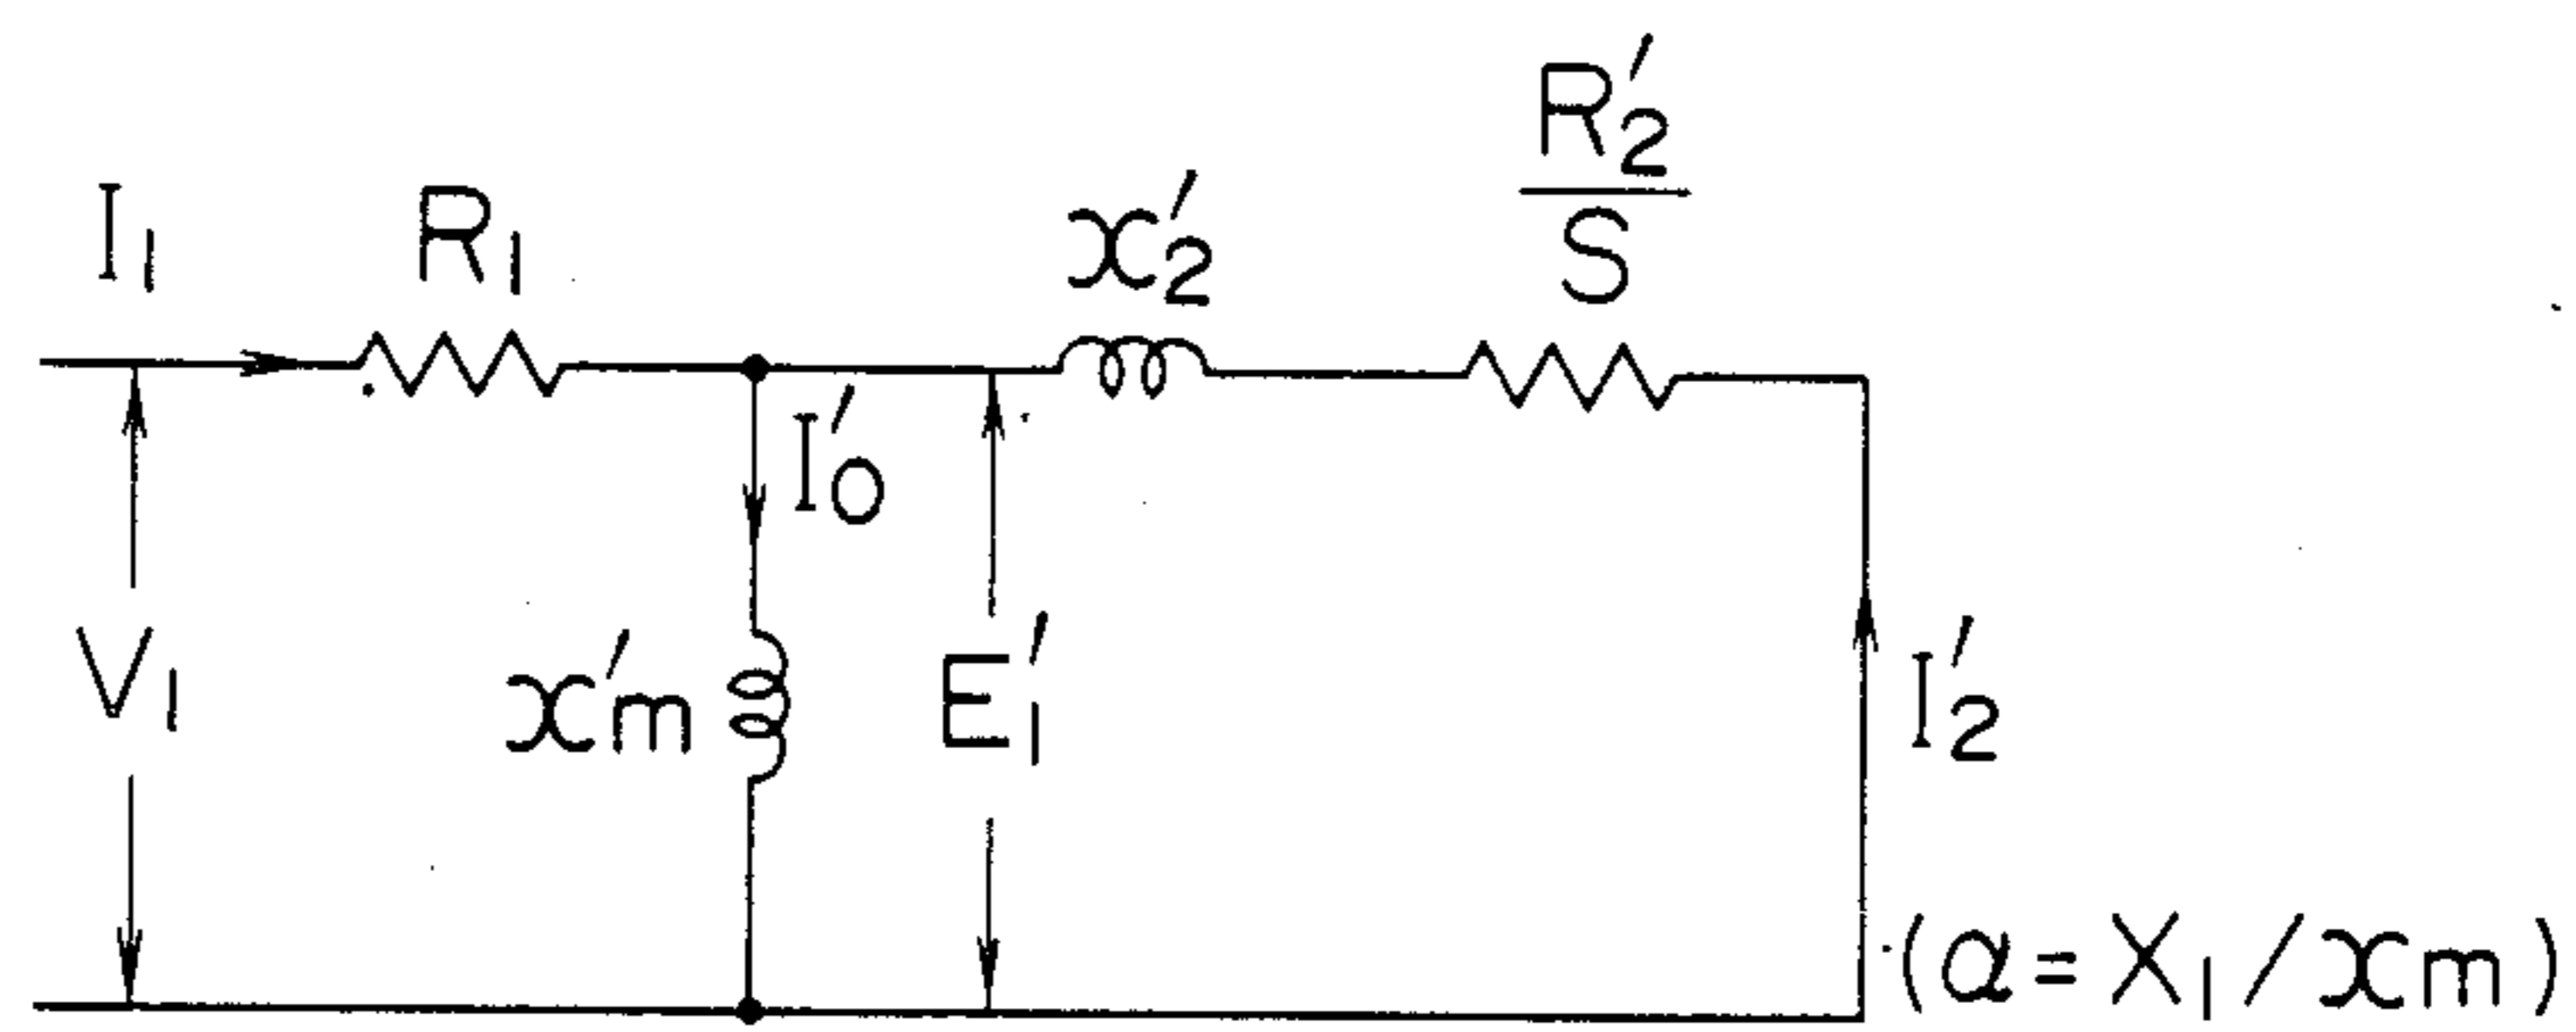 I₁
R₁
x'₂
R'₂
S
I'₀
V₁
x'm
E'₁
I'₂
(α = X₁ / xm)